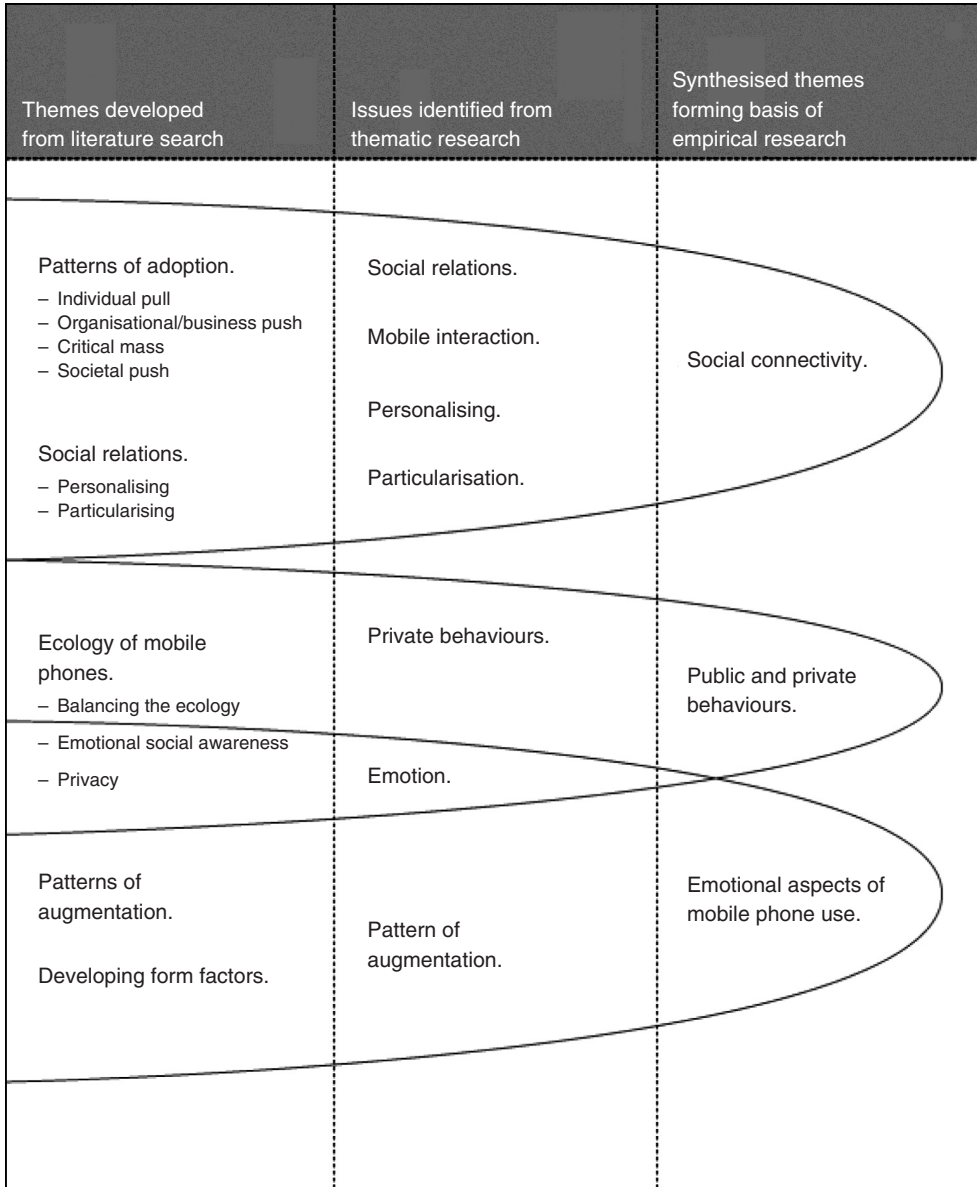 Themes developed
from literature search
Issues identified from
thematic research
Synthesised themes
forming basis of
empirical research
Patterns of adoption.
– Individual pull
– Organisational/business push
– Critical mass
– Societal push
Social relations.
– Personalising
– Particularising
Social relations.
Mobile interaction.
Personalising.
Particularisation.
Social connectivity.
Ecology of mobile
phones.
– Balancing the ecology
– Emotional social awareness
– Privacy
Private behaviours.
Emotion.
Public and private
behaviours.
Patterns of
augmentation.
Developing form factors.
Pattern of
augmentation.
Emotional aspects of
mobile phone use.